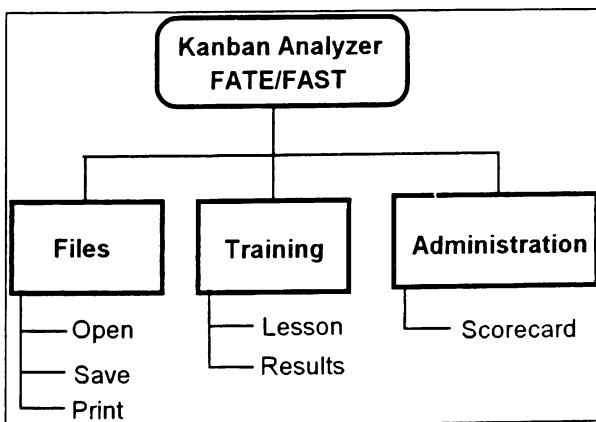 Kanban Analyzer
FATE/FAST
Files
Training
Administration
Open
Save
Print
Lesson
Results
Scorecard